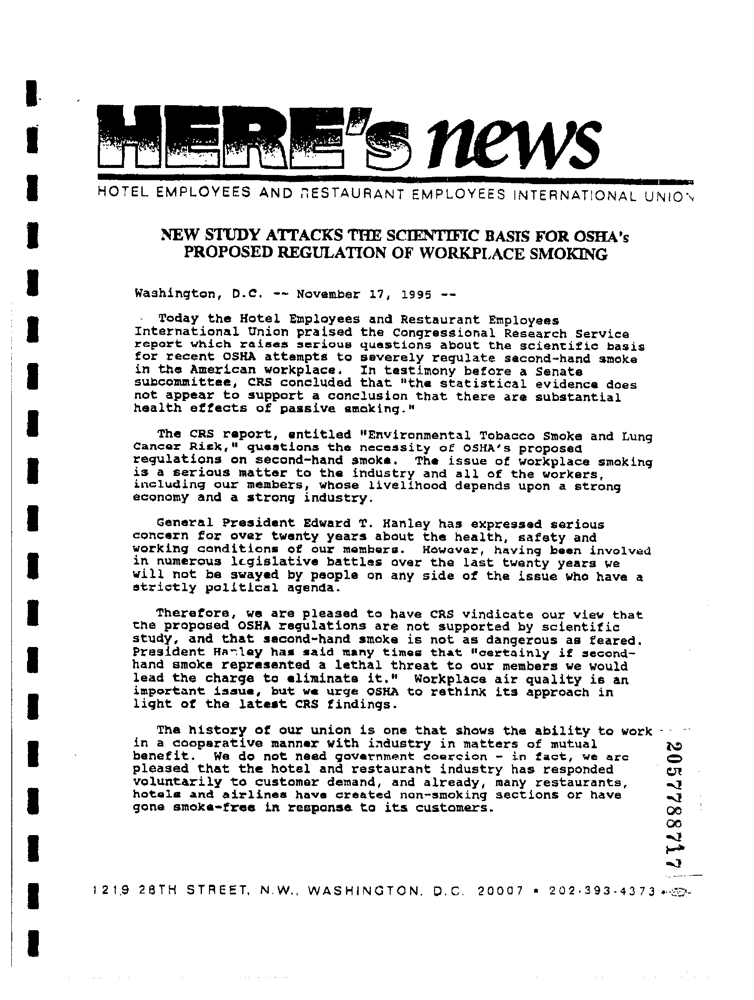 HERE's news
HOTEL EMPLOYEES AND RESTAURANT EMPLOYEES INTERNATIONAL UNION
NEW STUDY ATTACKS THE SCIENTIFIC BASIS FOR OSHA's
PROPOSED REGULATION OF WORKPLACE SMOKING
Washington, D.C. -- November 17, 1995 --
Today the Hotel Employees and Restaurant Employees
International Union praised the Congressional Research Service
report which raises serious questions about the scientific basis
for recent OSHA attempts to severely regulate second-hand smoke
in the American workplace. In testimony before a Senate
subcommittee, CRS concluded that "the statistical evidence does
not appear to support a conclusion that there are substantial
health effects of passive smoking."
The CRS report, entitled "Environmental Tobacco Smoke and Lung
Cancer Risk," questions the necessity of OSHA's proposed
regulations on second-hand smoke. The issue of workplace smoking
is a serious matter to the industry and all of the workers,
including our members, whose livelihood depends upon a strong
economy and a strong industry.
General President Edward T. Hanley has expressed serious
concern for over twenty years about the health, safety and
working conditions of our members. However, having been involved
in numerous legislative battles over the last twenty years we
will not be swayed by people on any side of the issue who have a
strictly political agenda.
Therefore, we are pleased to have CRS vindicate our view that
the proposed OSHA regulations are not supported by scientific
study, and that second-hand smoke is not as dangerous as feared.
President Hanley has said many times that "certainly if second-
hand smoke represented a lethal threat to our members we would
lead the charge to eliminate it." Workplace air quality is an
important issue, but we urge OSHA to rethink its approach in
light of the latest CRS findings.
The history of our union is one that shows the ability to work
in a cooperative manner with industry in matters of mutual
benefit. We do not need government coercion - in fact, we are
pleased that the hotel and restaurant industry has responded
voluntarily to customer demand, and already, many restaurants,
hotels and airlines have created non-smoking sections or have
gone smoke-free in response to its customers.
2057788717
1219 28TH STREET, N.W., WASHINGTON, D.C. 20007 • 202-393-4373